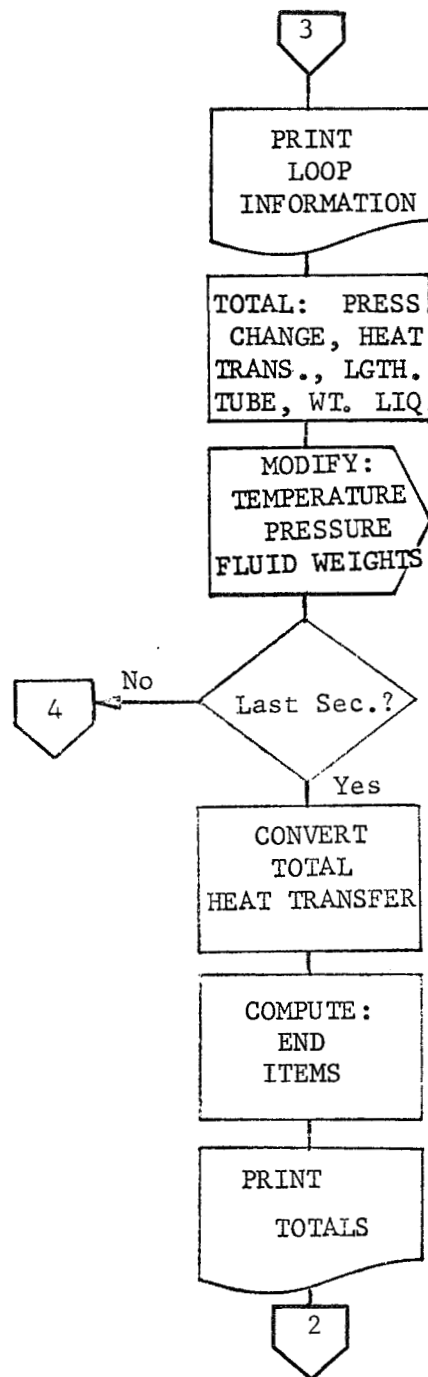 3
PRINT
LOOP
INFORMATION
TOTAL: PRESS
CHANGE, HEAT
TRANS., LGTH.
TUBE, WT. LIQ
MODIFY:
TEMPERATURE
PRESSURE
FLUID WEIGHTS
No
4
Last Sec.?
Yes
CONVERT
TOTAL
HEAT TRANSFER
COMPUTE:
END
ITEMS
PRINT
TOTALS
2